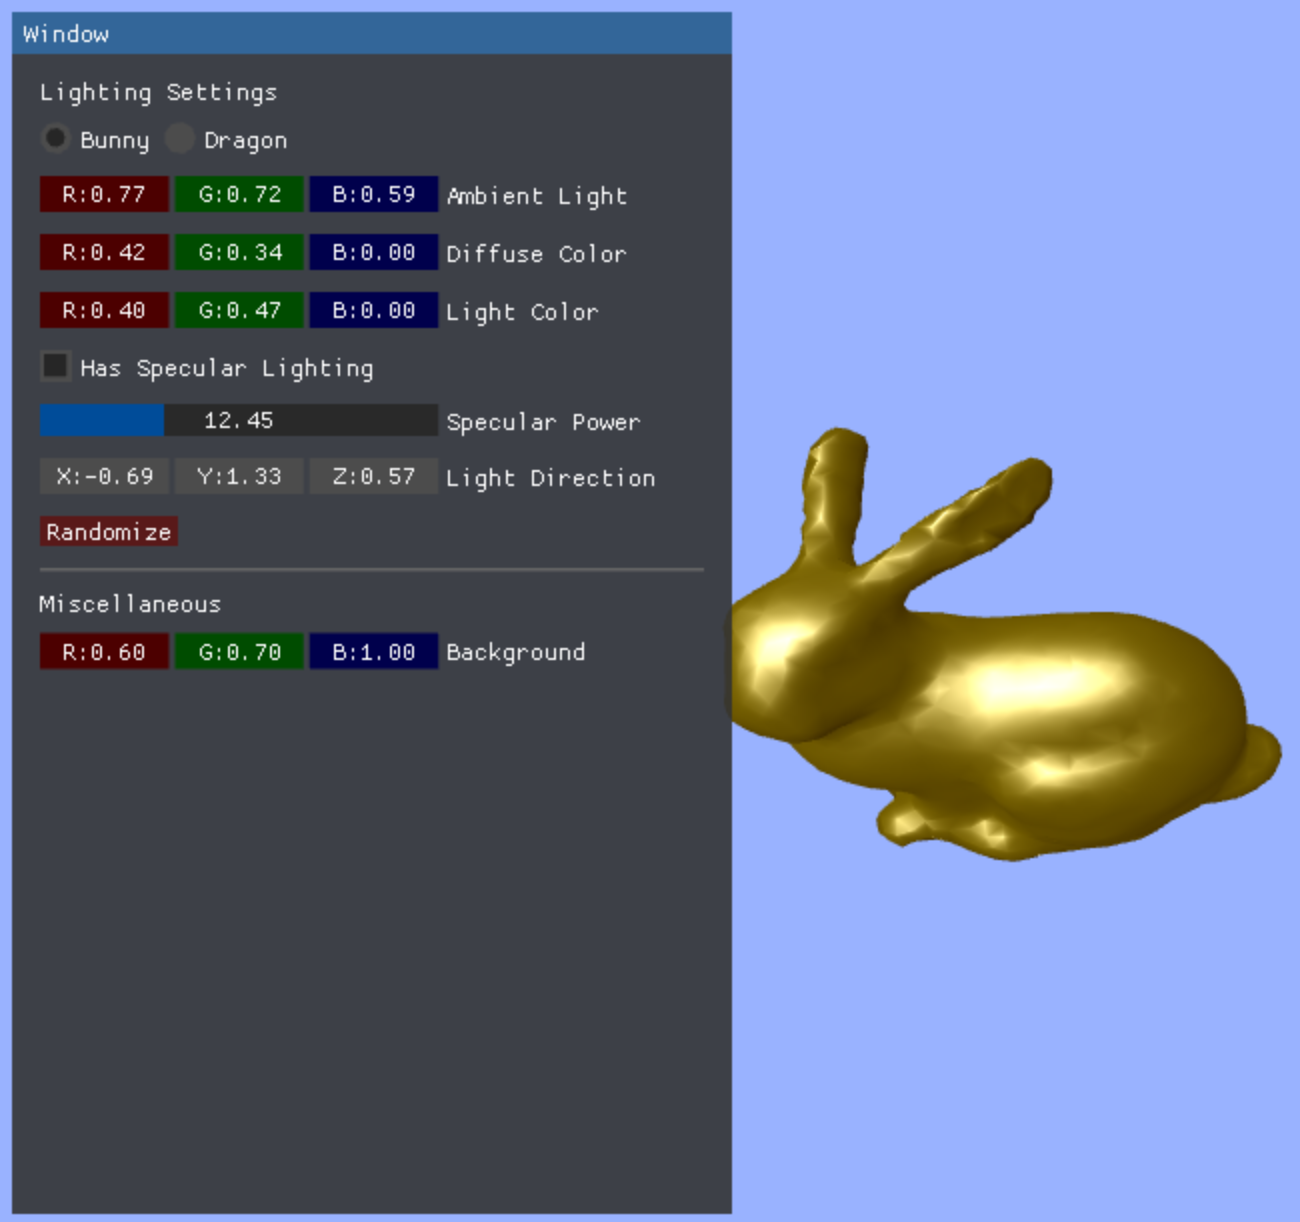 Window
Lighting Settings
Bunny Dragon
R:0.77 G:0.72 B:0.59 Ambient Light
R:0.42 G:0.34 B:0.00 Diffuse Color
R:0.40 G:0.47 B:0.00 Light Color
Has Specular Lighting
12.45 Specular Power
X:-0.69 Y:1.33 Z:0.57 Light Direction
Randomize
Miscellaneous
R:0.60 G:0.70 B:1.00 Background